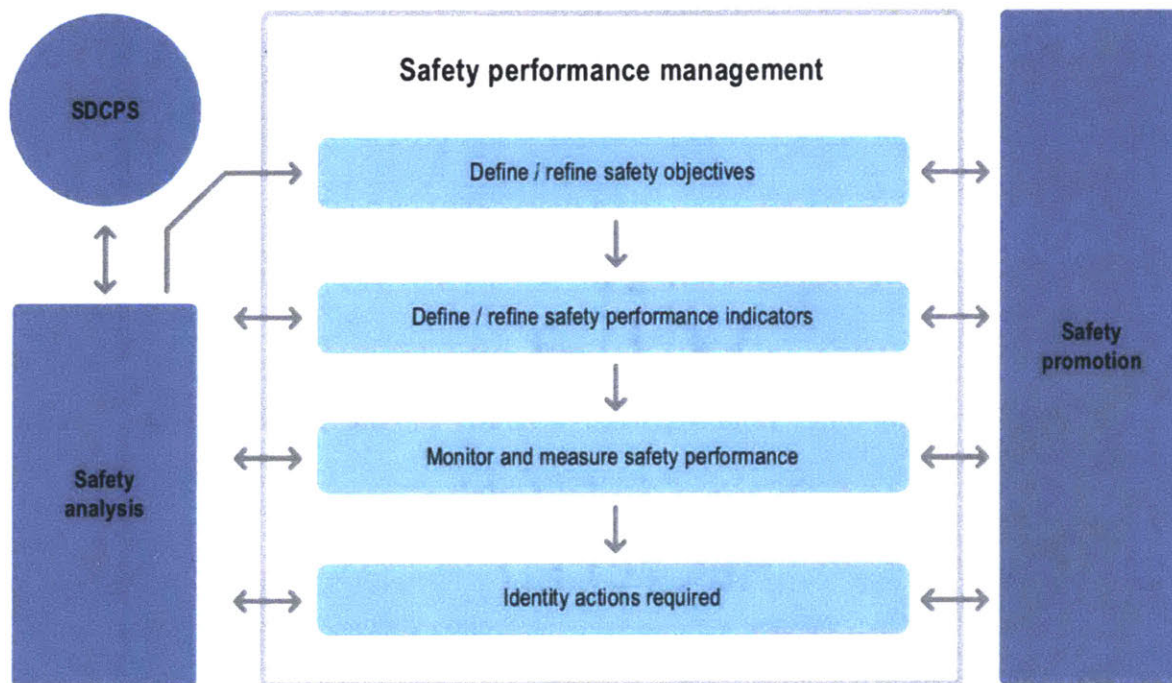 Safety performance management
SDCPS
Define / refine safety objectives
Define / refine safety performance indicators
Safety
promotion
Monitor and measure safety performance
Safety
analysis
Identity actions required